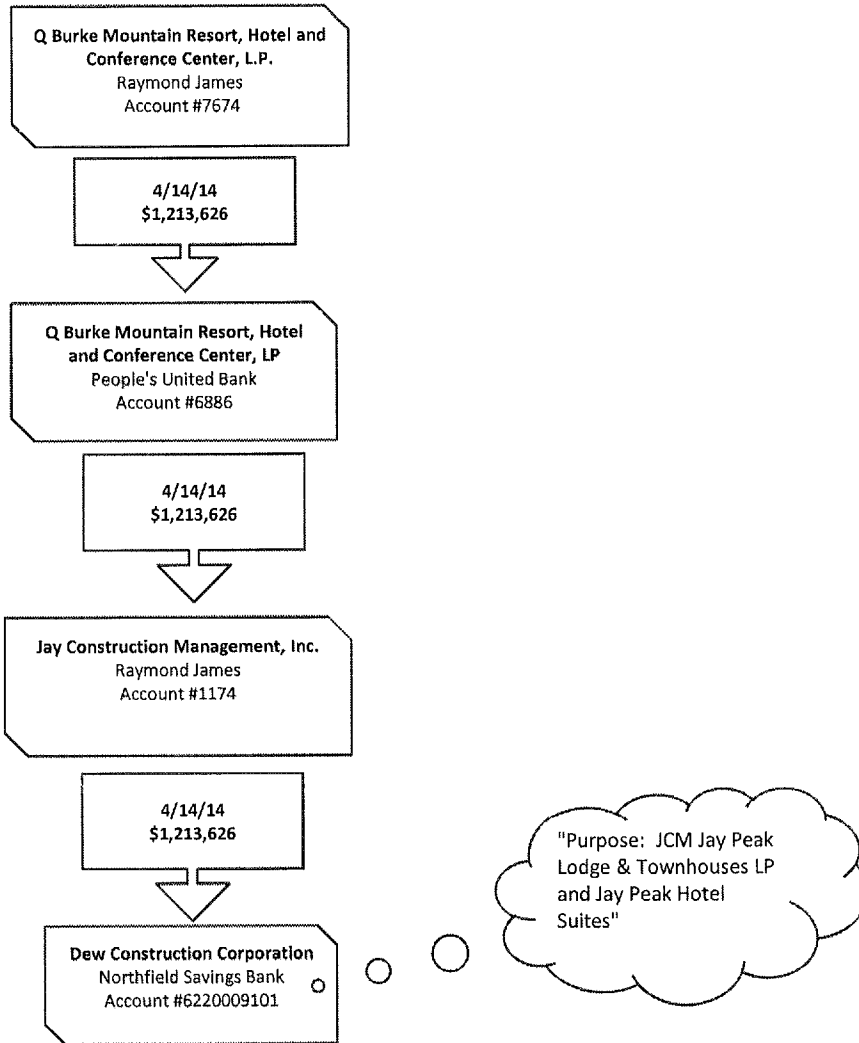 Q Burke Mountain Resort, Hotel and
Conference Center, L.P.
Raymond James
Account #7674
4/14/14
$1,213,626
Q Burke Mountain Resort, Hotel
and Conference Center, LP
People's United Bank
Account #6886
4/14/14
$1,213,626
Jay Construction Management, Inc.
Raymond James
Account #1174
4/14/14
$1,213,626
"Purpose: JCM Jay Peak
Lodge & Townhouses LP
and Jay Peak Hotel
Suites"
Dew Construction Corporation
Northfield Savings Bank
Account #6220009101